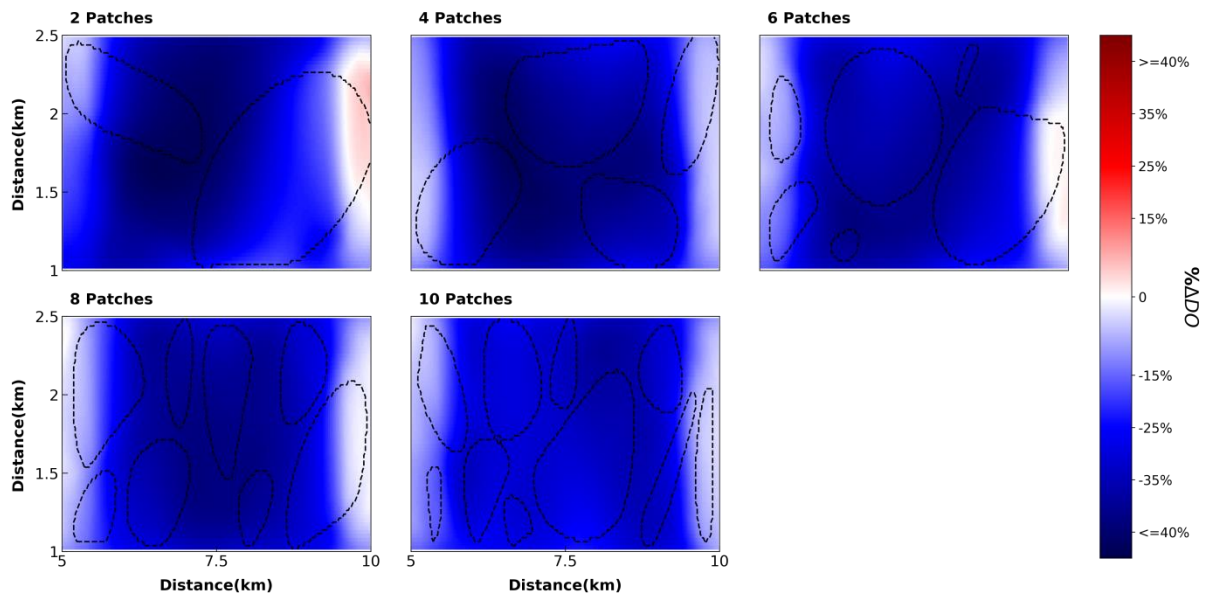 2 Patches
4 Patches
6 Patches
2.5
2
1.5
1
Distance(km)
8 Patches
10 Patches
2.5
2
1.5
1
Distance(km)
5
7.5
10
5
7.5
10
Distance(km)
Distance(km)
>=40%
35%
25%
15%
0
-15%
-25%
-35%
<=40%
%ΔDO